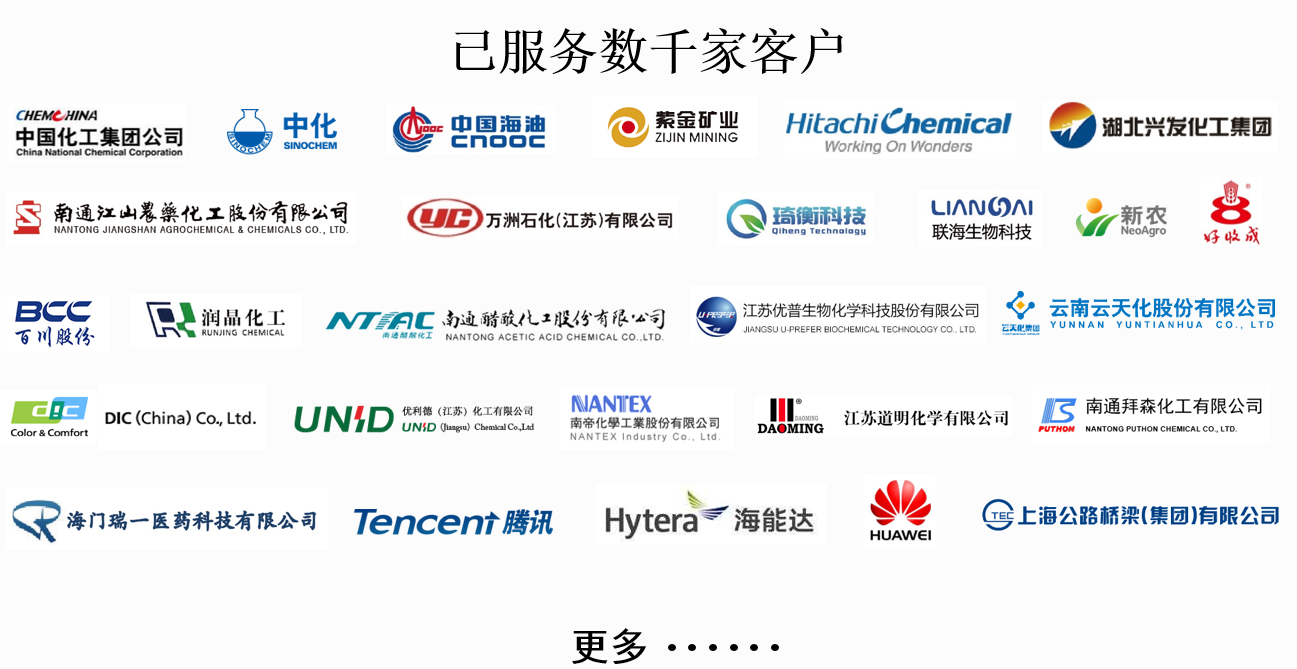 已服务数千家客户
CHEMCHINA
中国化工集团公司
China National Chemical Corporation
SINOCHEM
中化
SINOCHEM
CNOOC
中国海油
CNOOC
紫金矿业
ZIJIN MINING
Hitachi Chemical
Working On Wonders
湖北兴发化工集团
南通江山農藥化工股份有限公司
NANTONG JIANGSHAN AGROCHEMICAL & CHEMICALS CO., LTD.
YC
万洲石化(江苏)有限公司
琦衡科技
Qiheng Technology
LIANHAI
联海生物科技
新农
NeoAgro
®
好收成
BCC
百川股份
润晶化工
RUNJING CHEMICAL
NTAAC
南通醋酸化工
南通醋酸化工股份有限公司
NANTONG ACETIC ACID CHEMICAL CO.,LTD.
U-PREFER
江苏优普生物化学科技股份有限公司
JIANGSU U-PREFER BIOCHEMICAL TECHNOLOGY CO., LTD.
云天化集团
云南云天化股份有限公司
YUNNAN YUNTIANHUA CO., LTD
dic
Color & Comfort
DIC (China) Co., Ltd.
UNID
优利德（江苏）化工有限公司
UNID (Jiangsu) Chemical Co.,Ltd
NANTEX
南帝化學工業股份有限公司
NANTEX Industry Co., Ltd.
®
DAOMING
DAOMING
江苏道明化学有限公司
PUTHON
南通拜森化工有限公司
NANTONG PUTHON CHEMICAL CO., LTD.
海门瑞一医药科技有限公司
Tencent 腾讯
Hytera 海能达
HUAWEI
STEC
上海公路桥梁(集团)有限公司
更多 ······